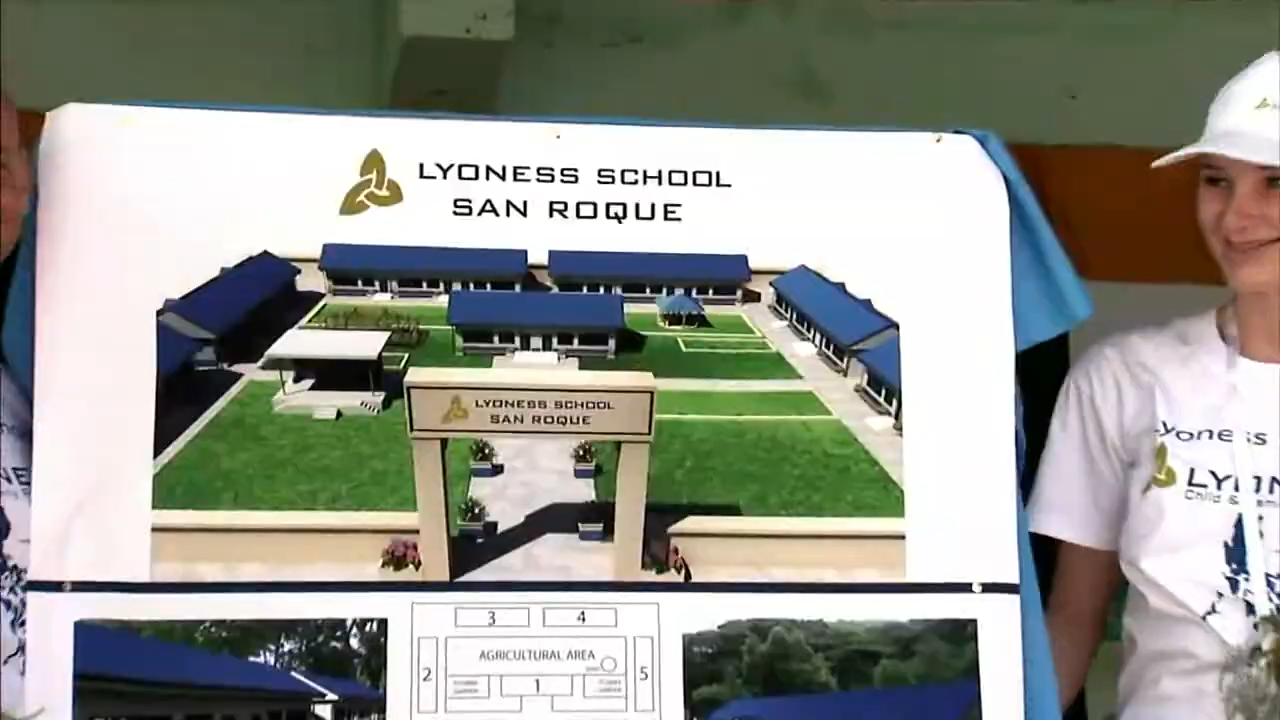 LYONESS SCHOOL
SAN ROQUE
LYONESS SCHOOL
SAN ROQUE
Lyoness
LYON
Child &
3
4
AGRICULTURAL AREA
2
1
5